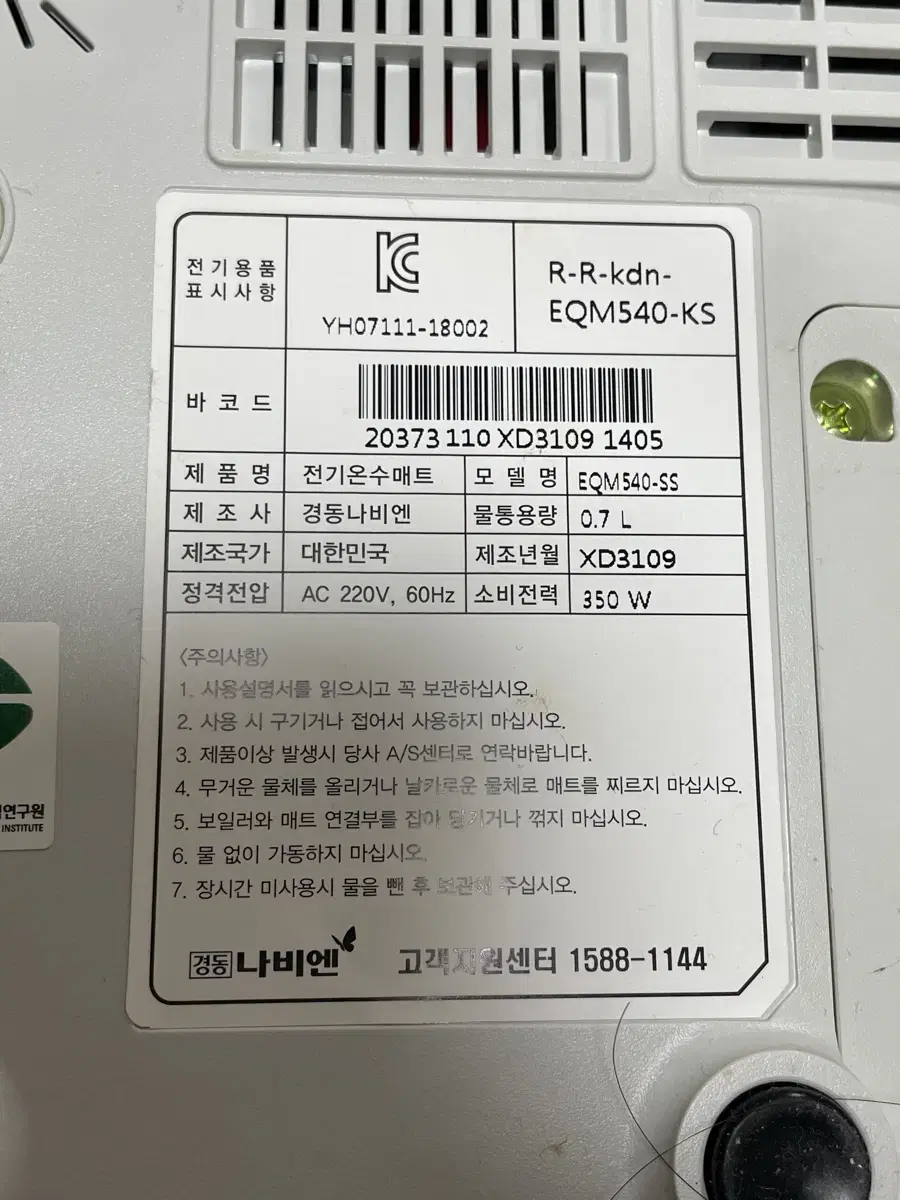 전기용품
표시사항
KC
YH07111-18002
R-R-kdn-
EQM540-KS
바 코 드
20373110XD31091405
제 품 명 전기온수매트 모 델 명 EQM540-SS
제 조 사 경동나비엔 물통용량 0.7 L
제조국가 대한민국 제조년월 XD3109
정격전압 AC 220V, 60Hz 소비전력 350 W
<주의사항>
1. 사용설명서를 읽으시고 꼭 보관하십시오.
2. 사용 시 구기거나 접어서 사용하지 마십시오.
3. 제품이상 발생시 당사 A/S센터로 연락바랍니다.
4. 무거운 물체를 올리거나 날카로운 물체로 매트를 찌르지 마십시오.
5. 보일러와 매트 연결부를 잡아 당기거나 꺾지 마십시오.
6. 물 없이 가동하지 마십시오.
7. 장시간 미사용시 물을 뺀 후 보관해 주십시오.
경동나비엔 고객지원센터 1588-1144
연구원
INSTITUTE